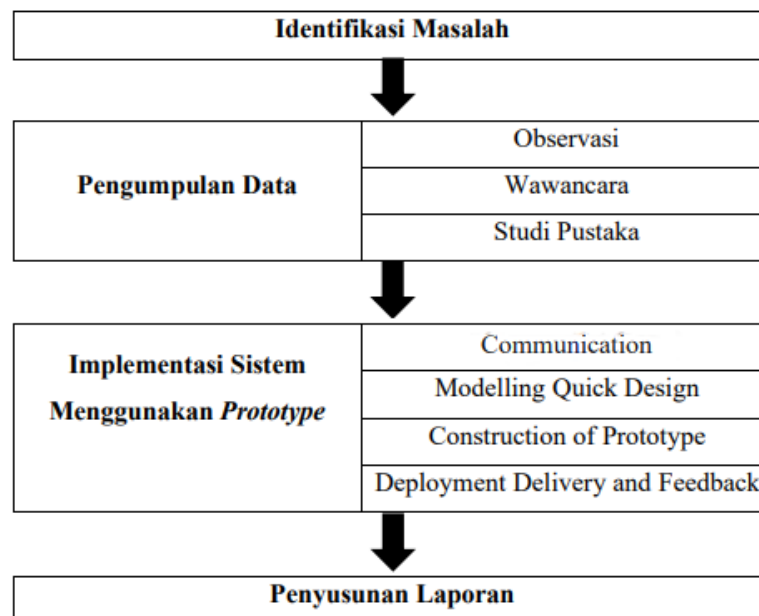 Identifikasi Masalah
Pengumpulan Data
Observasi
Wawancara
Studi Pustaka
Implementasi Sistem
Menggunakan Prototype
Communication
Modelling Quick Design
Construction of Prototype
Deployment Delivery and Feedback
Penyusunan Laporan